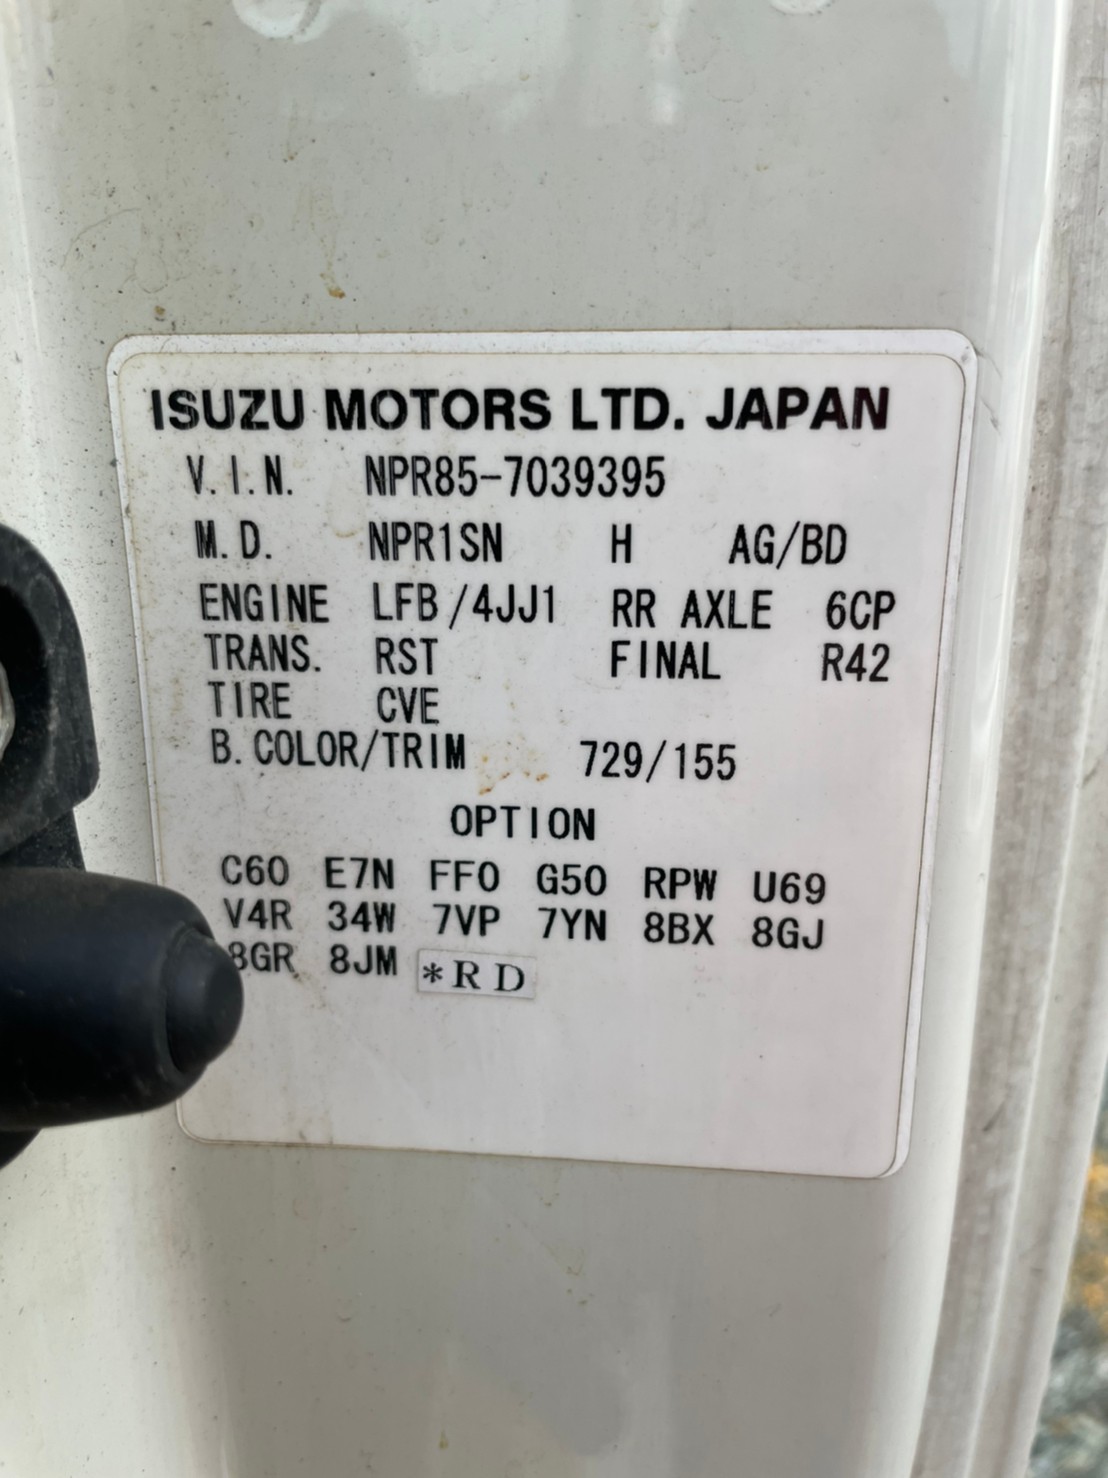 ISUZU MOTORS LTD. JAPAN
V.I.N. NPR85-7039395
M.D. NPR1SN H AG/BD
ENGINE LFB/4JJ1 RR AXLE 6CP
TRANS. RST FINAL R42
TIRE CVE
B.COLOR/TRIM 729/155
OPTION
C60 E7N FF0 G50 RPW U69
V4R 34W 7VP 7YN 8BX 8GJ
8GR 8JM *RD